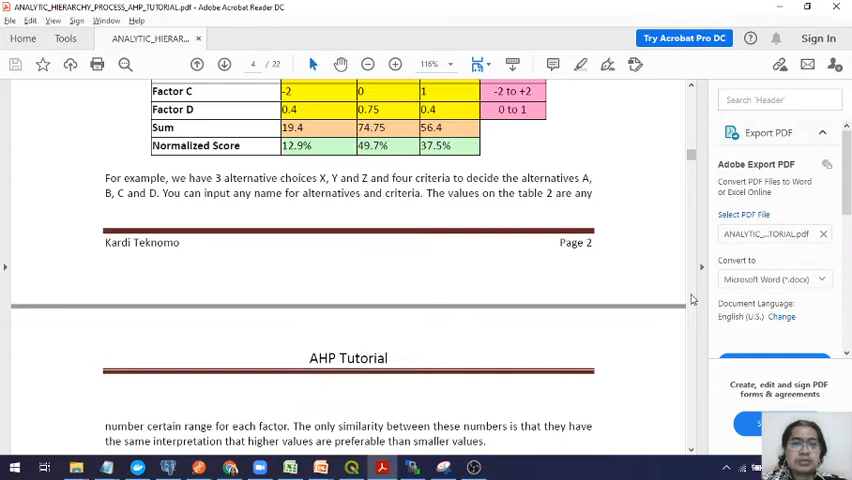 ANALYTIC_HIERARCHY_PROCESS_AHP_TUTORIAL.pdf - Adobe Acrobat Reader DC
File Edit View Sign Window Help
Home Tools ANALYTIC_HIERAR... × Try Acrobat Pro DC Sign In
4 / 22 116%
Factor C -2 0 1 -2 to +2
Factor D 0.4 0.75 0.4 0 to 1
Sum 19.4 74.75 56.4
Normalized Score 12.9% 49.7% 37.5%
For example, we have 3 alternative choices X, Y and Z and four criteria to decide the alternatives A,
B, C and D. You can input any name for alternatives and criteria. The values on the table 2 are any
Kardi Teknomo Page 2
AHP Tutorial
number certain range for each factor. The only similarity between these numbers is that they have
the same interpretation that higher values are preferable than smaller values.
Search 'Header'
Export PDF
Adobe Export PDF
Convert PDF Files to Word
or Excel Online
Select PDF File
ANALYTIC_...TORIAL.pdf
Convert to
Microsoft Word (*.docx)
Document Language:
English (U.S.) Change
Create, edit and sign PDF
forms & agreements